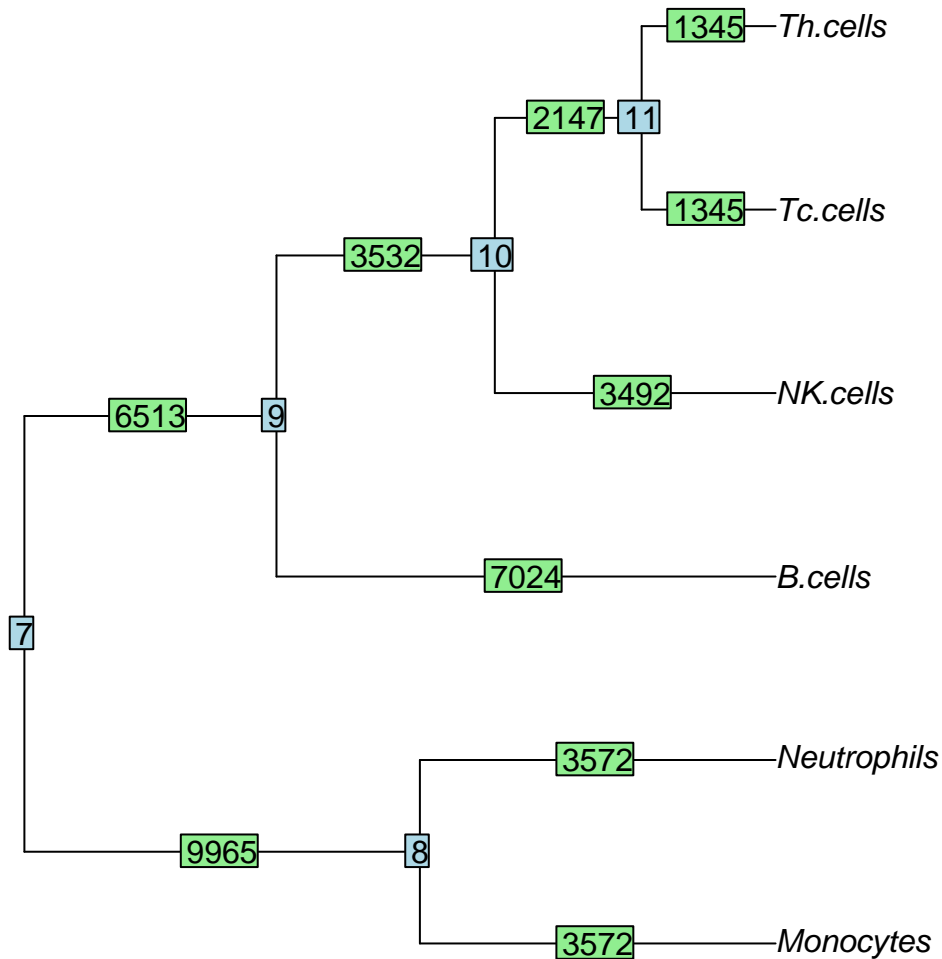 1345 Th.cells
2147 11
1345 Tc.cells
3532 10
3492 NK.cells
6513 9
7024 B.cells
7
3572 Neutrophils
9965 8
3572 Monocytes